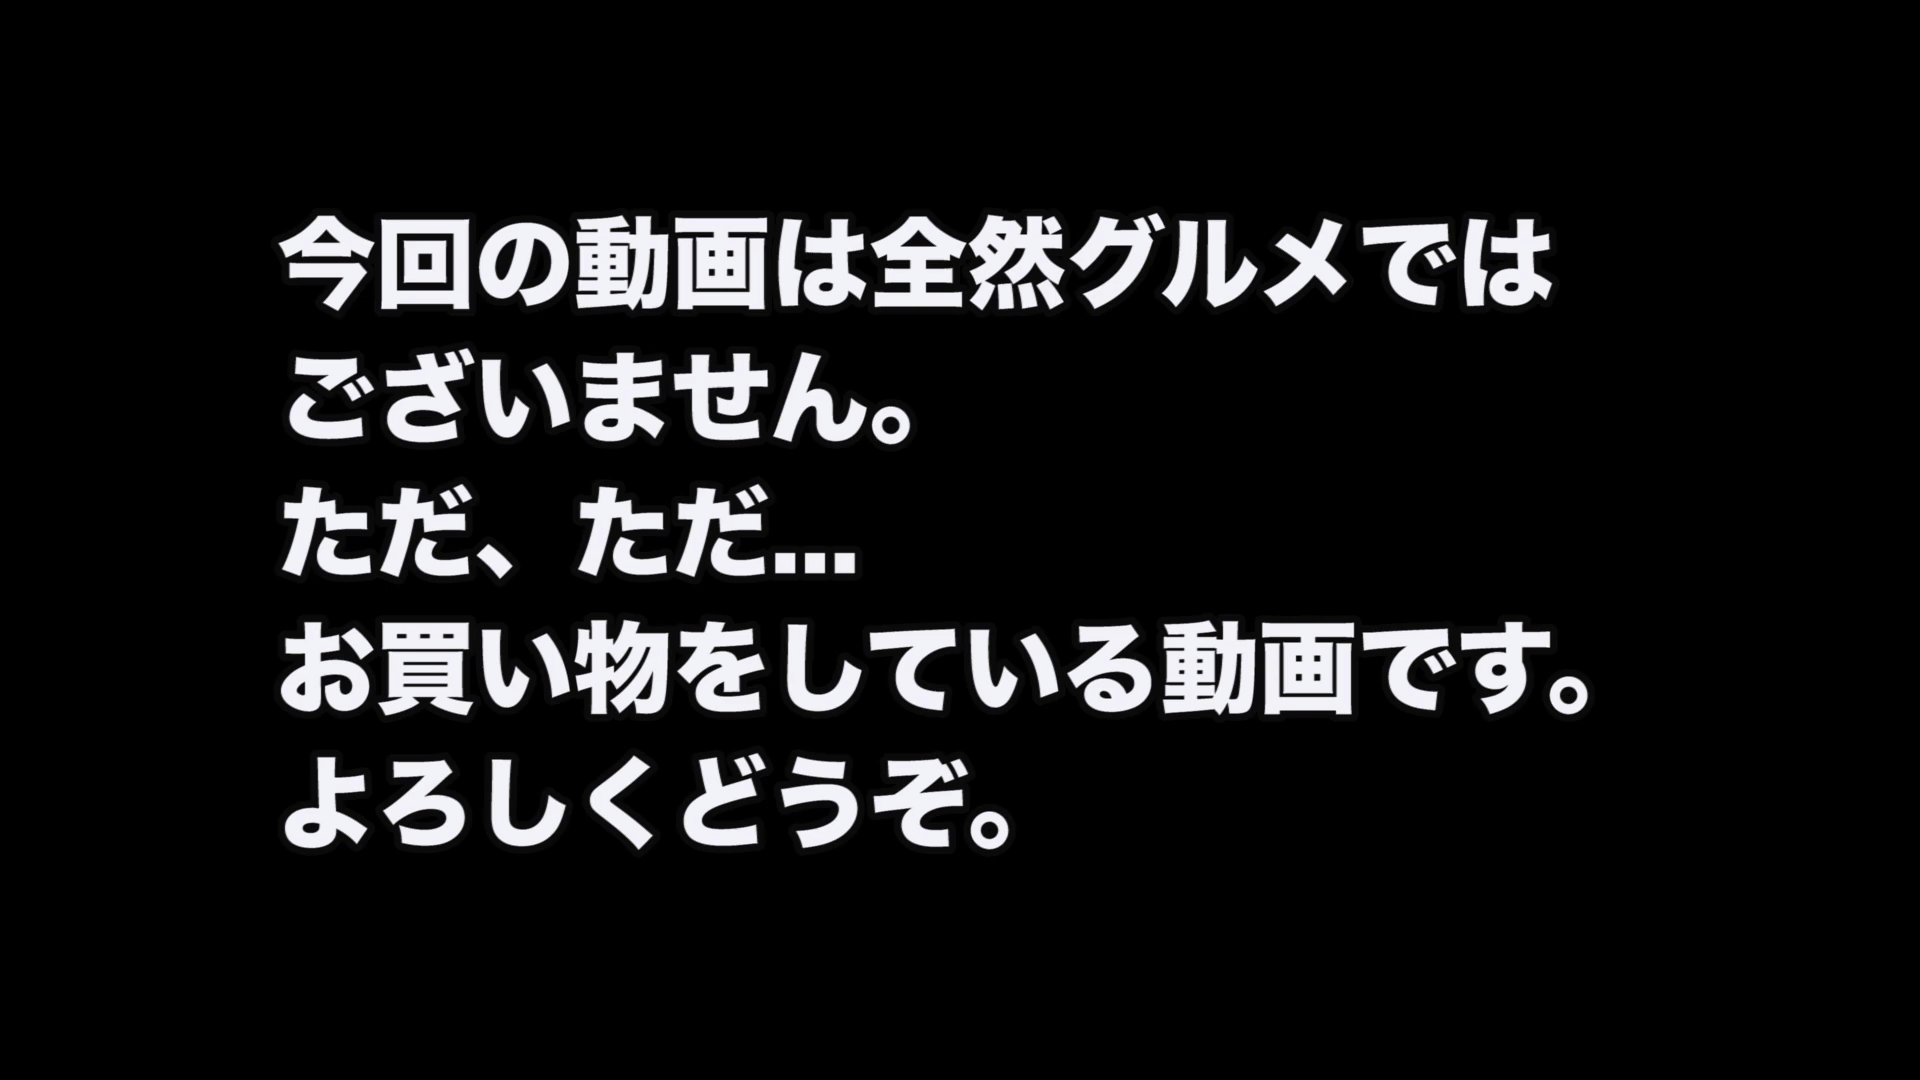 今回の動画は全然グルメでは
ございません。
ただ、ただ...
お買い物をしている動画です。
よろしくどうぞ。